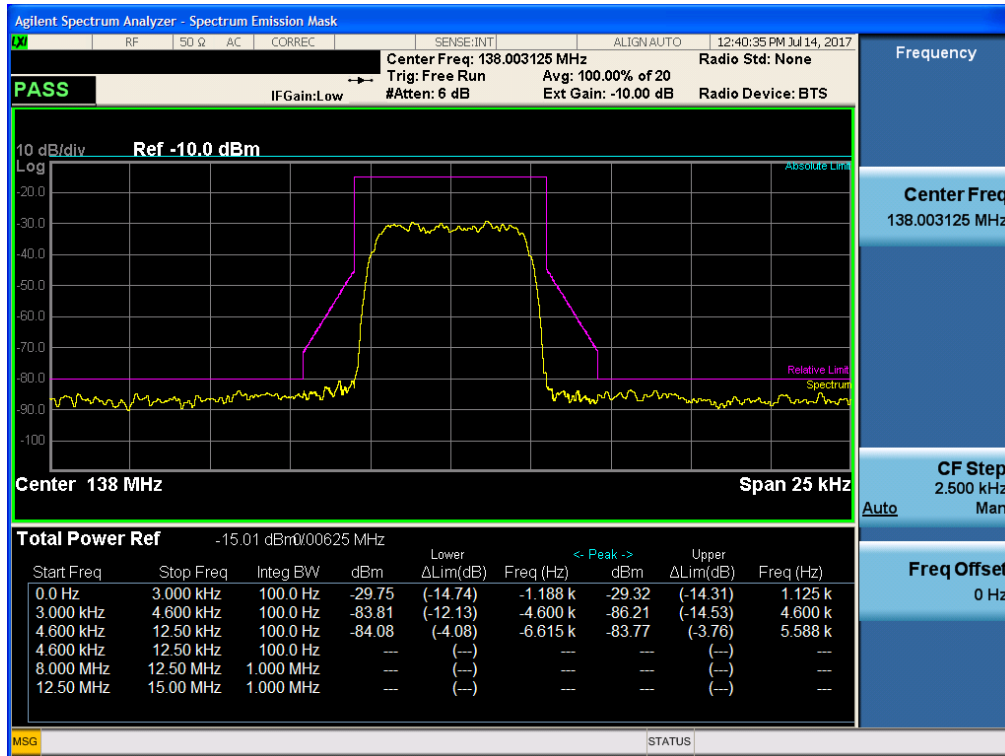 Agilent Spectrum Analyzer - Spectrum Emission Mask
LXI RF 50 Ω AC CORREC SENSE:INT ALIGN AUTO 12:40:35 PM Jul 14, 2017
Center Freq: 138.003125 MHz Radio Std: None
Trig: Free Run Avg: 100.00% of 20
PASS IFGain:Low #Atten: 6 dB Ext Gain: -10.00 dB Radio Device: BTS
Frequency
10 dB/div Ref -10.0 dBm
Log
Absolute Limit
-20.0
-30.0
-40.0
-50.0
-60.0
-70.0
-80.0
-90.0
-100
Relative Limit
Spectrum
Center 138 MHz Span 25 kHz
Center Freq
138.003125 MHz
CF Step
2.500 kHz
Auto Man
Freq Offset
0 Hz
Total Power Ref -15.01 dBm/0.00625 MHz
Lower <- Peak -> Upper
Start Freq Stop Freq Integ BW dBm ΔLim(dB) Freq (Hz) dBm ΔLim(dB) Freq (Hz)
0.0 Hz 3.000 kHz 100.0 Hz -29.75 (-14.74) -1.188 k -29.32 (-14.31) 1.125 k
3.000 kHz 4.600 kHz 100.0 Hz -83.81 (-12.13) -4.600 k -86.21 (-14.53) 4.600 k
4.600 kHz 12.50 kHz 100.0 Hz -84.08 (-4.08) -6.615 k -83.77 (-3.76) 5.588 k
4.600 kHz 12.50 kHz 100.0 Hz --- (---) --- --- (---) ---
8.000 MHz 12.50 MHz 1.000 MHz --- (---) --- --- (---) ---
12.50 MHz 15.00 MHz 1.000 MHz --- (---) --- --- (---) ---
MSG STATUS